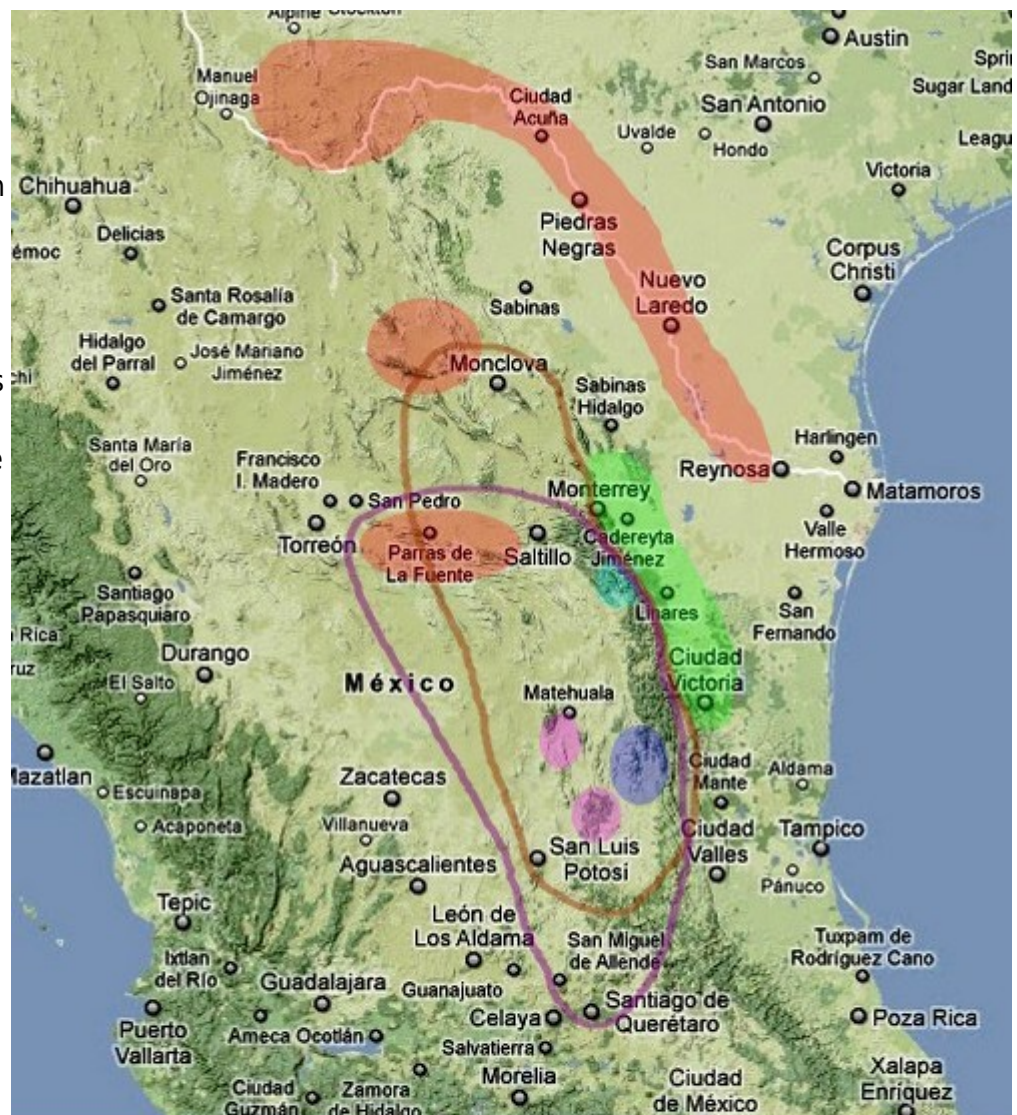 Alpine
Stockton
Austin
San Marcos
Manuel
Ojinaga
Ciudad
Acuña
San Antonio
Sugar Land
Uvalde
Hondo
Chihuahua
Victoria
Delicias
Piedras
Negras
Corpus
Christi
Santa Rosalía
de Camargo
Sabinas
Nuevo
Laredo
Hidalgo
del Parral
José Mariano
Jiménez
Monclova
Sabinas
Hidalgo
Santa María
del Oro
Francisco
I. Madero
San Pedro
Harlingen
Reynosa
Matamoros
Monterrey
Torreón
Parras de
La Fuente
Saltillo
Cadereyta
Jiménez
Valle
Hermoso
Santiago
Papasquiaro
Linares
San
Fernando
Durango
El Salto
México
Ciudad
Victoria
Matehuala
Mazatlan
Escuinapa
Zacatecas
Ciudad
Mante
Aldama
Acaponeta
Villanueva
San Luis
Potosí
Ciudad
Valles
Tampico
Aguascalientes
Pánuco
Tepic
León de
Los Aldama
San Miguel
de Allende
Tuxpam de
Rodríguez Cano
Ixtlan
del Río
Guadalajara
Guanajuato
Puerto
Vallarta
Ameca
Ocotlán
Celaya
Santiago de
Querétaro
Poza Rica
Salvatierra
Morelia
Ciudad
de México
Xalapa
Enríquez
Ciudad
Guzmán
Zamora
de Hidalgo